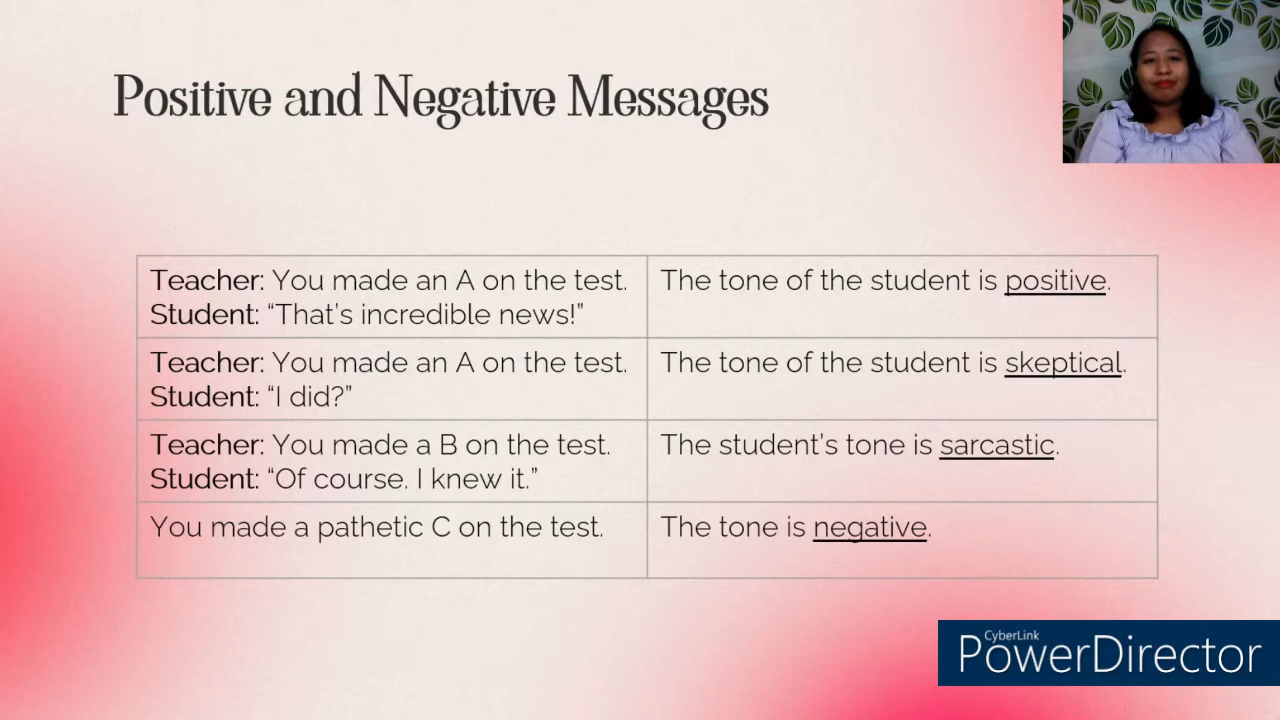 Positive and Negative Messages
Teacher: You made an A on the test.
Student: “That’s incredible news!”
The tone of the student is positive.
Teacher: You made an A on the test.
Student: “I did?”
The tone of the student is skeptical.
Teacher: You made a B on the test.
Student: “Of course. I knew it.”
The student’s tone is sarcastic.
You made a pathetic C on the test.
The tone is negative.
CyberLink
PowerDirector